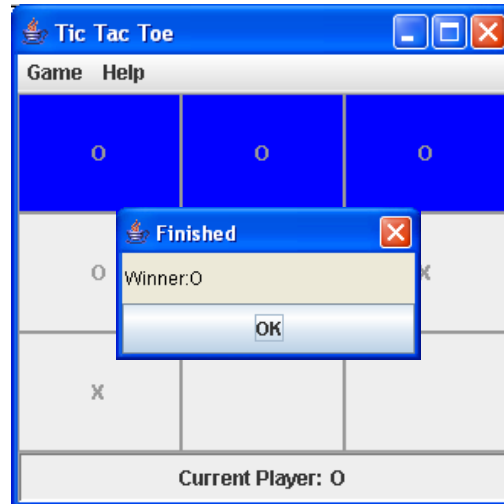 Tic Tac Toe
Game Help
O O O
Finished
O X
Winner:O
OK
X
Current Player: O